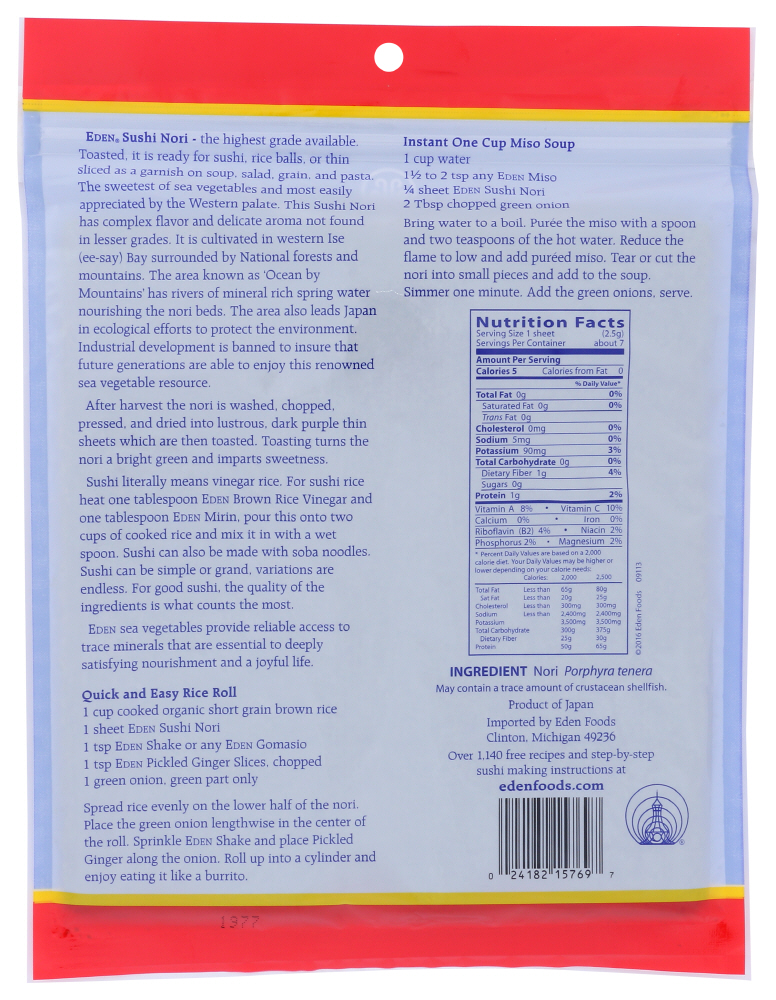 EDEN® Sushi Nori - the highest grade available.
Toasted, it is ready for sushi, rice balls, or thin
sliced as a garnish on soup, salad, grain, and pasta.
The sweetest of sea vegetables and most easily
appreciated by the Western palate. This Sushi Nori
has complex flavor and delicate aroma not found
in lesser grades. It is cultivated in western Ise
(ee-say) Bay surrounded by National forests and
mountains. The area known as 'Ocean by
Mountains' has rivers of mineral rich spring water
nourishing the nori beds. The area also leads Japan
in ecological efforts to protect the environment.
Industrial development is banned to insure that
future generations are able to enjoy this renowned
sea vegetable resource.
After harvest the nori is washed, chopped,
pressed, and dried into lustrous, dark purple thin
sheets which are then toasted. Toasting turns the
nori a bright green and imparts sweetness.
Sushi literally means vinegar rice. For sushi rice
heat one tablespoon EDEN Brown Rice Vinegar and
one tablespoon EDEN Mirin, pour this onto two
cups of cooked rice and mix it in with a wet
spoon. Sushi can also be made with soba noodles.
Sushi can be simple or grand, variations are
endless. For good sushi, the quality of the
ingredients is what counts the most.
EDEN sea vegetables provide reliable access to
trace minerals that are essential to deeply
satisfying nourishment and a joyful life.
Quick and Easy Rice Roll
1 cup cooked organic short grain brown rice
1 sheet EDEN Sushi Nori
1 tsp EDEN Shake or any EDEN Gomasio
1 tsp EDEN Pickled Ginger Slices, chopped
1 green onion, green part only
Spread rice evenly on the lower half of the nori.
Place the green onion lengthwise in the center of
the roll. Sprinkle EDEN Shake and place Pickled
Ginger along the onion. Roll up into a cylinder and
enjoy eating it like a burrito.
Instant One Cup Miso Soup
1 cup water
1½ to 2 tsp any EDEN Miso
¼ sheet EDEN Sushi Nori
2 Tbsp chopped green onion
Bring water to a boil. Purée the miso with a spoon
and two teaspoons of the hot water. Reduce the
flame to low and add puréed miso. Tear or cut the
nori into small pieces and add to the soup.
Simmer one minute. Add the green onions, serve.
Nutrition Facts
Serving Size 1 sheet (2.5g)
Servings Per Container about 7
Amount Per Serving
Calories 5 Calories from Fat 0
% Daily Value*
Total Fat 0g 0%
Saturated Fat 0g 0%
Trans Fat 0g
Cholesterol 0mg 0%
Sodium 5mg 0%
Potassium 90mg 3%
Total Carbohydrate 0g 0%
Dietary Fiber 1g 4%
Sugars 0g
Protein 1g 2%
Vitamin A 8% • Vitamin C 10%
Calcium 0% • Iron 0%
Riboflavin (B2) 4% • Niacin 2%
Phosphorus 2% • Magnesium 2%
* Percent Daily Values are based on a 2,000
calorie diet. Your Daily Values may be higher or
lower depending on your calorie needs:
Calories: 2,000 2,500
Total Fat Less than 65g 80g
Sat Fat Less than 20g 25g
Cholesterol Less than 300mg 300mg
Sodium Less than 2,400mg 2,400mg
Potassium 3,500mg 3,500mg
Total Carbohydrate 300g 375g
Dietary Fiber 25g 30g
Protein 50g 65g
©2016 Eden Foods 09113
INGREDIENT Nori Porphyra tenera
May contain a trace amount of crustacean shellfish.
Product of Japan
Imported by Eden Foods
Clinton, Michigan 49236
Over 1,140 free recipes and step-by-step
sushi making instructions at
edenfoods.com
®
0 24182 15769 7
1977